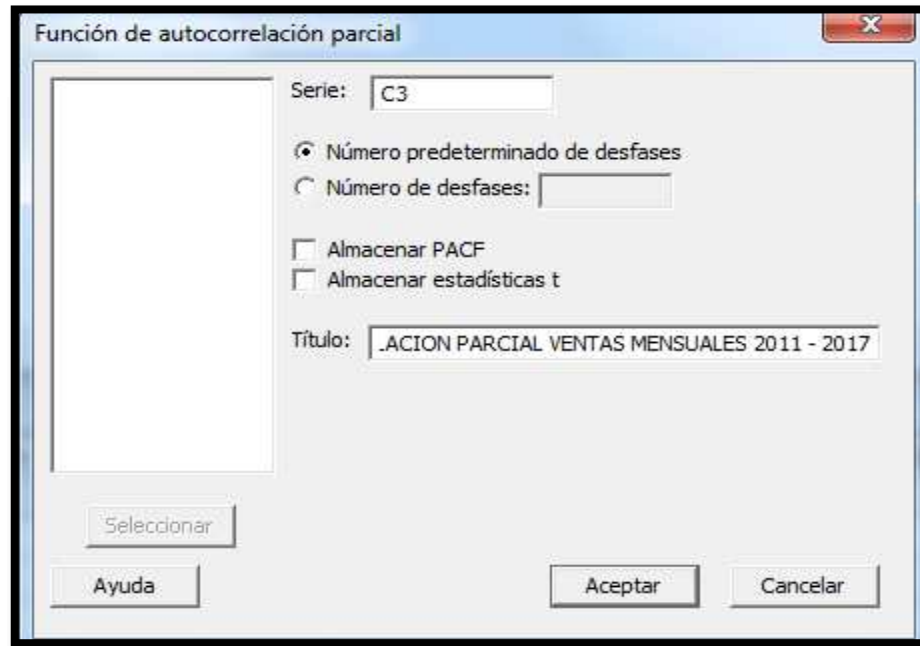 Función de autocorrelación parcial
Serie: C3
Número predeterminado de desfases
Número de desfases:
Almacenar PACF
Almacenar estadísticas t
Título: LACION PARCIAL VENTAS MENSUALES 2011 - 2017
Seleccionar
Ayuda Aceptar Cancelar